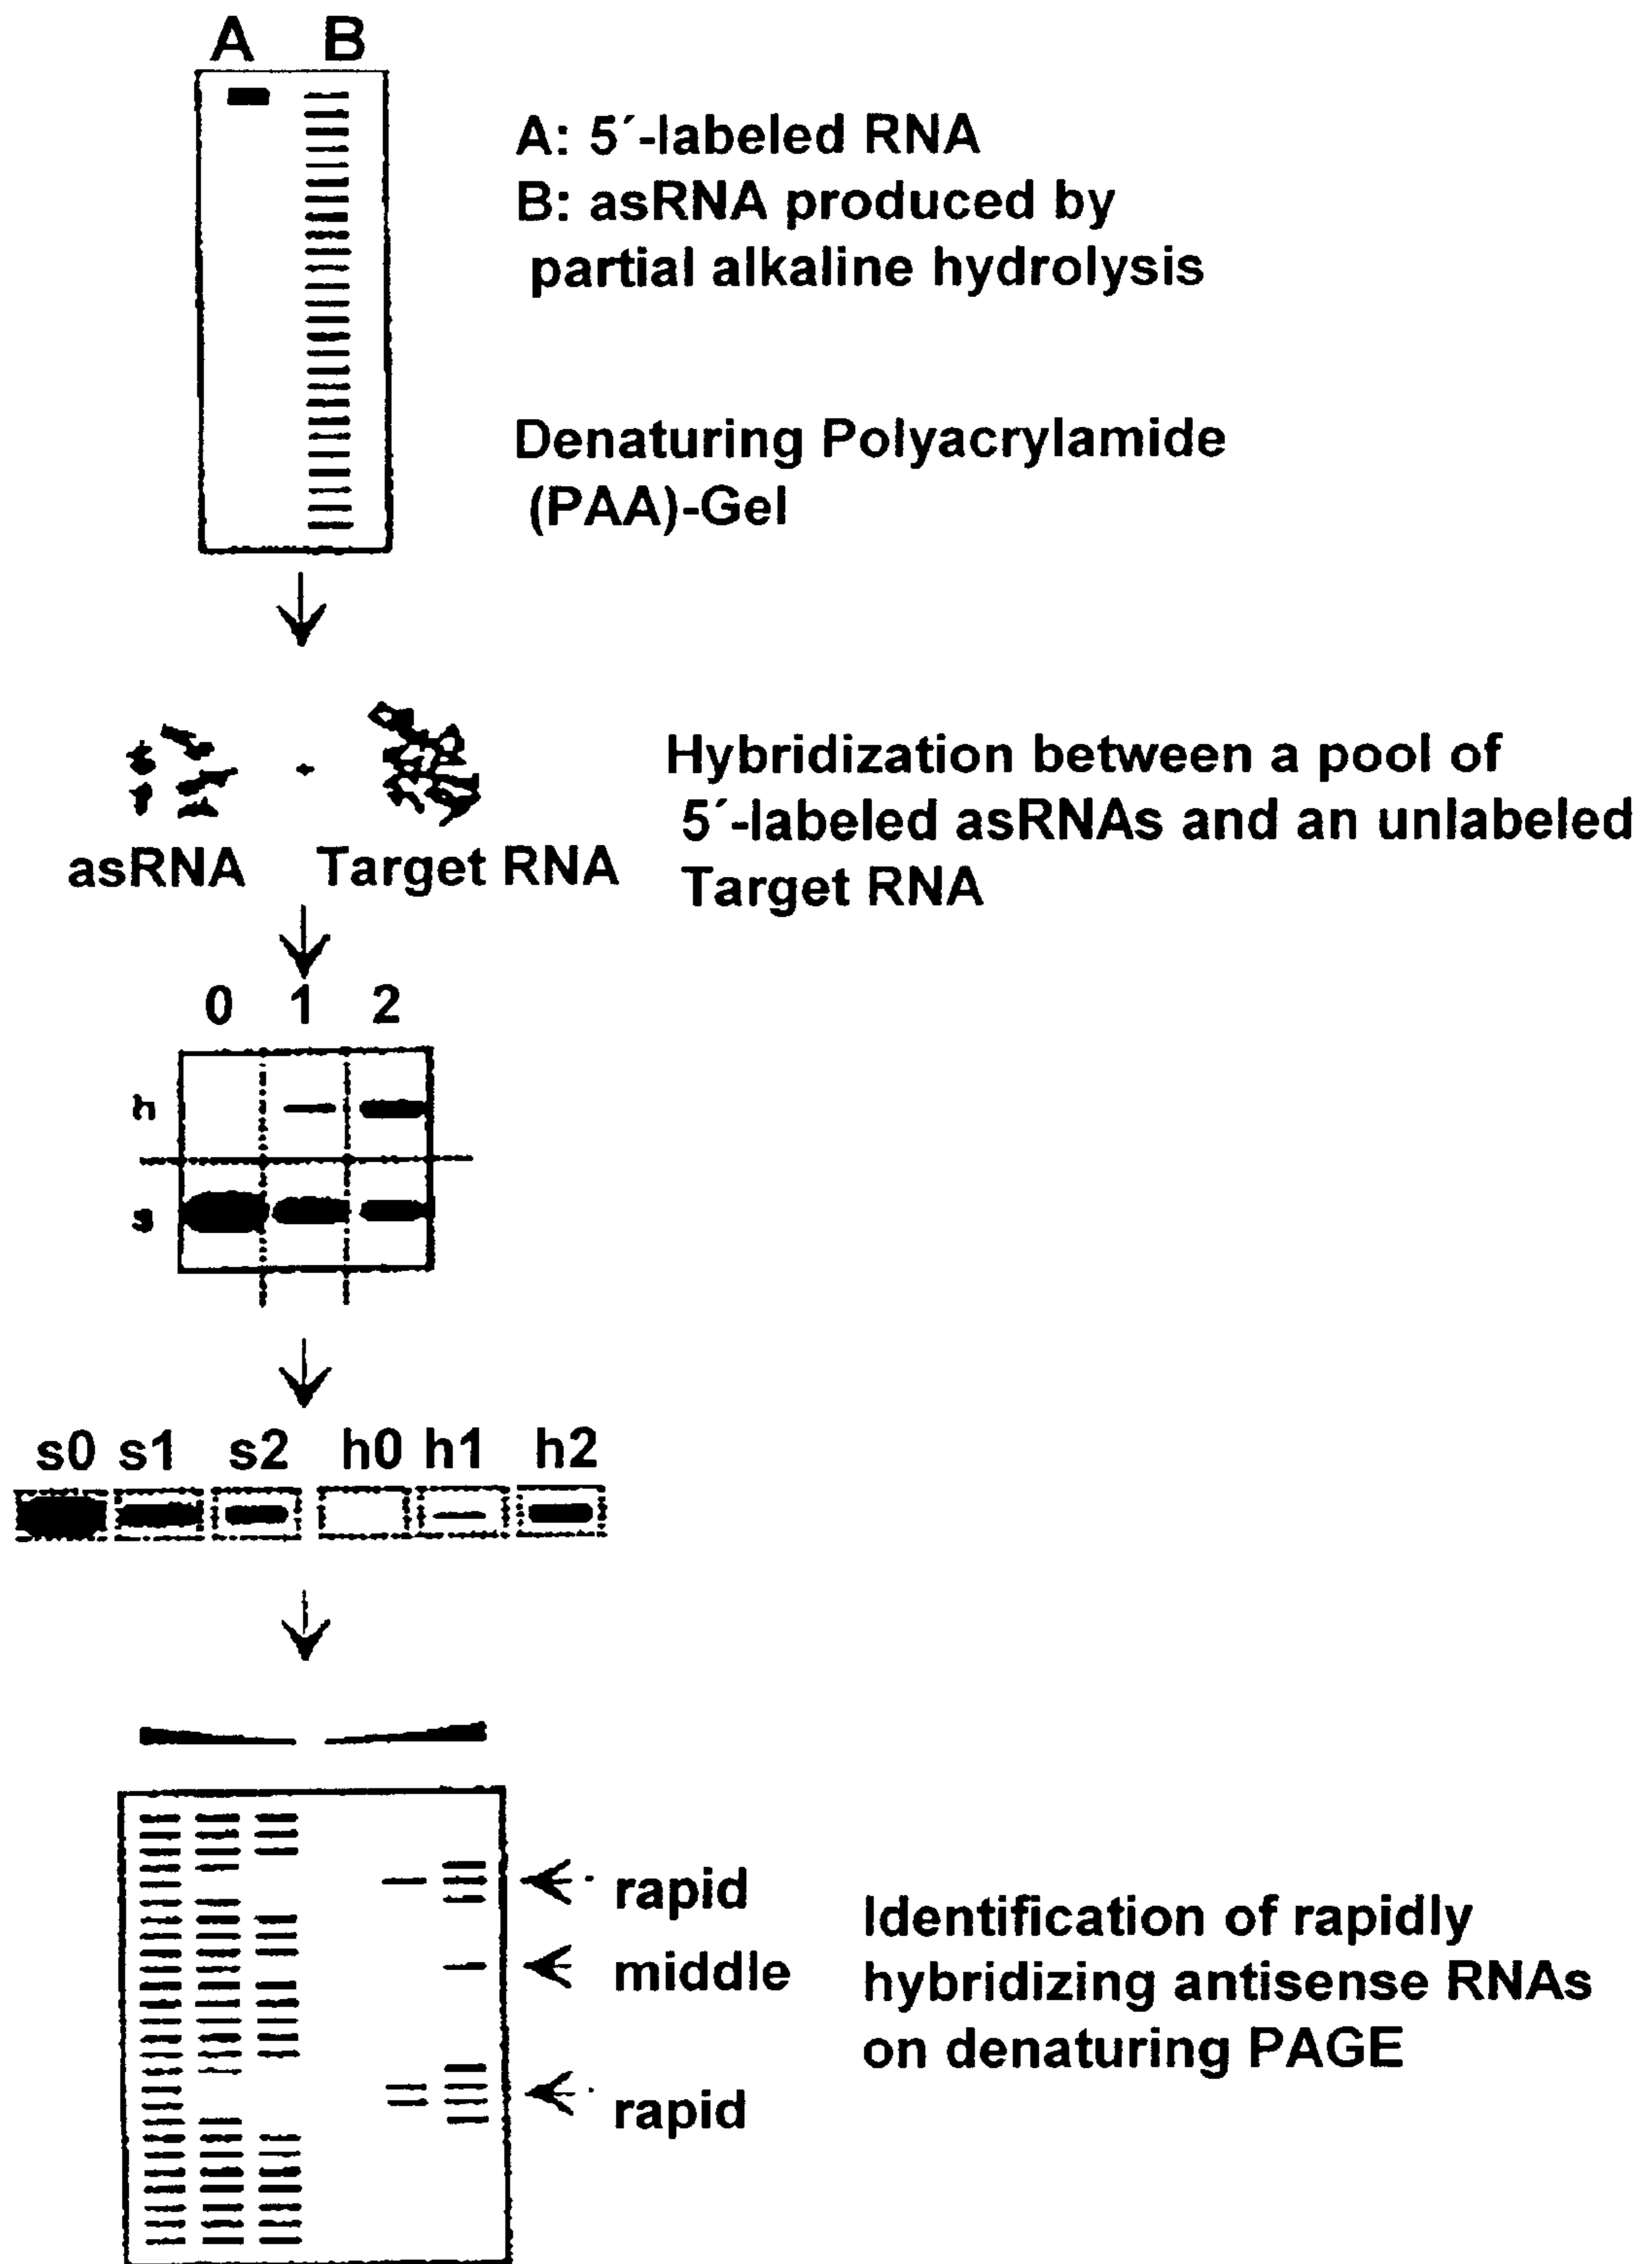 A B
A: 5´-labeled RNA
B: asRNA produced by
partial alkaline hydrolysis
Denaturing Polyacrylamide
(PAA)-Gel
Hybridization between a pool of
5´-labeled asRNAs and an unlabeled
Target RNA
asRNA Target RNA
0 1 2
h
s
s0 s1 s2 h0 h1 h2
rapid
middle
rapid
Identification of rapidly
hybridizing antisense RNAs
on denaturing PAGE